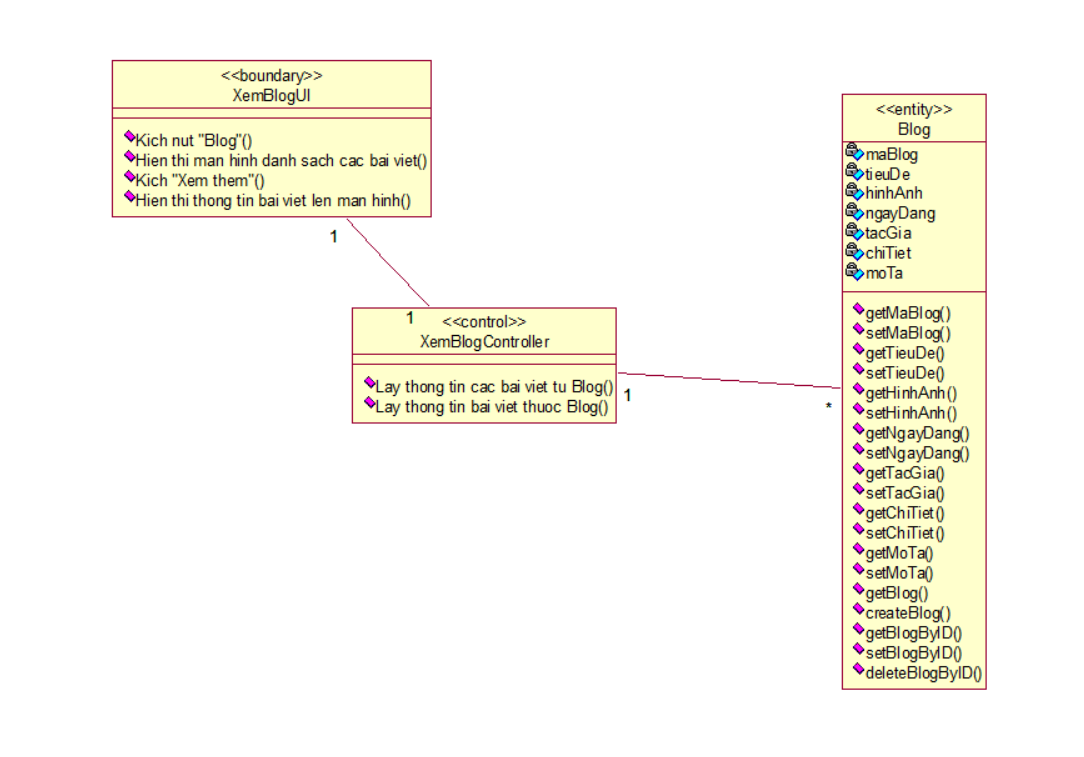 <<boundary>>
XemBlogUI
Kich nut "Blog"()
Hien thi man hinh danh sach cac bai viet()
Kich "Xem them"()
Hien thi thong tin bai viet len man hinh()
1
1
<<control>>
XemBlogController
Lay thong tin cac bai viet tu Blog()
Lay thong tin bai viet thuoc Blog()
1
*
<<entity>>
Blog
maBlog
tieuDe
hinhAnh
ngayDang
tacGia
chiTiet
moTa
getMaBlog()
setMaBlog()
getTieuDe()
setTieuDe()
getHinhAnh()
setHinhAnh()
getNgayDang()
setNgayDang()
getTacGia()
setTacGia()
getChiTiet()
setChiTiet()
getMoTa()
setMoTa()
getBlog()
createBlog()
getBlogByID()
setBlogByID()
deleteBlogByID()